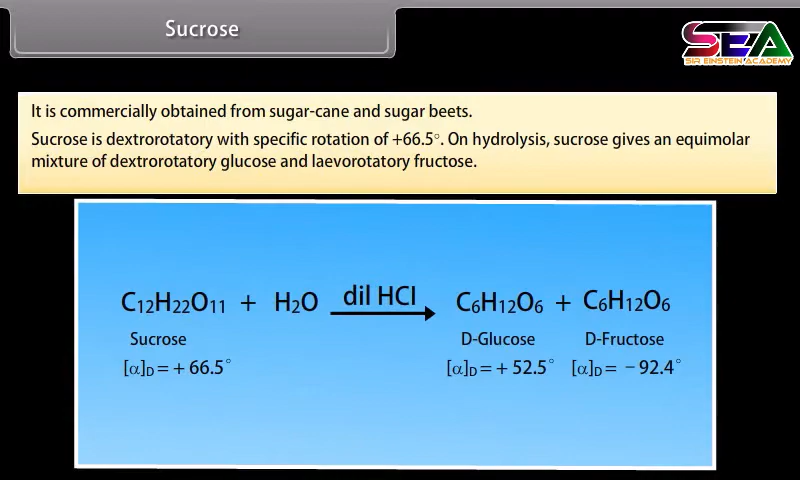 Sucrose
SEA
SIR EINSTEIN ACADEMY
It is commercially obtained from sugar-cane and sugar beets.
Sucrose is dextrorotatory with specific rotation of +66.5°. On hydrolysis, sucrose gives an equimolar
mixture of dextrorotatory glucose and laevorotatory fructose.
C₁₂H₂₂O₁₁ + H₂O dil HCl C₆H₁₂O₆ + C₆H₁₂O₆
Sucrose D-Glucose D-Fructose
[α]D = + 66.5° [α]D = + 52.5° [α]D = − 92.4°